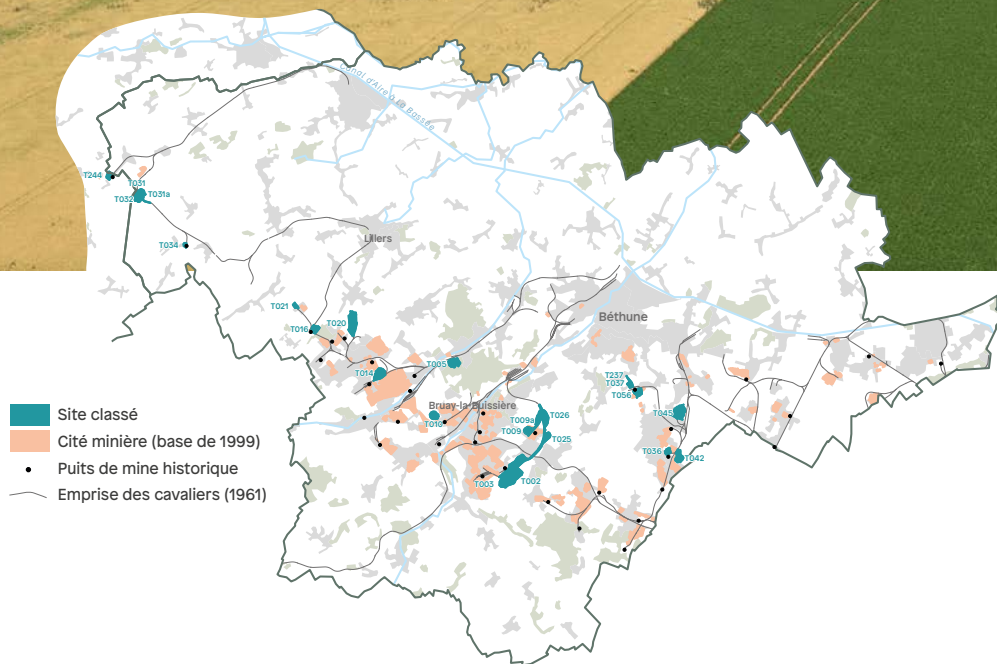 Canal d'Aire à La Bassée
T244
T031
T031a
T032
T034
Lillers
T021
T016
T020
Béthune
T014
T005
T237
T037
T056
Bruay-la-Buissière
T010
T009a
T026
T009
T025
T045
T036
T042
T003
T002
Site classé
Cité minière (base de 1999)
Puits de mine historique
Emprise des cavaliers (1961)